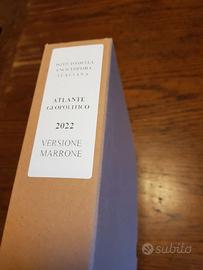 ISTITUTO DELLA
ENCICLOPEDIA
ITALIANA
ATLANTE
GEOPOLITICO
2022
VERSIONE
MARRONE
subito